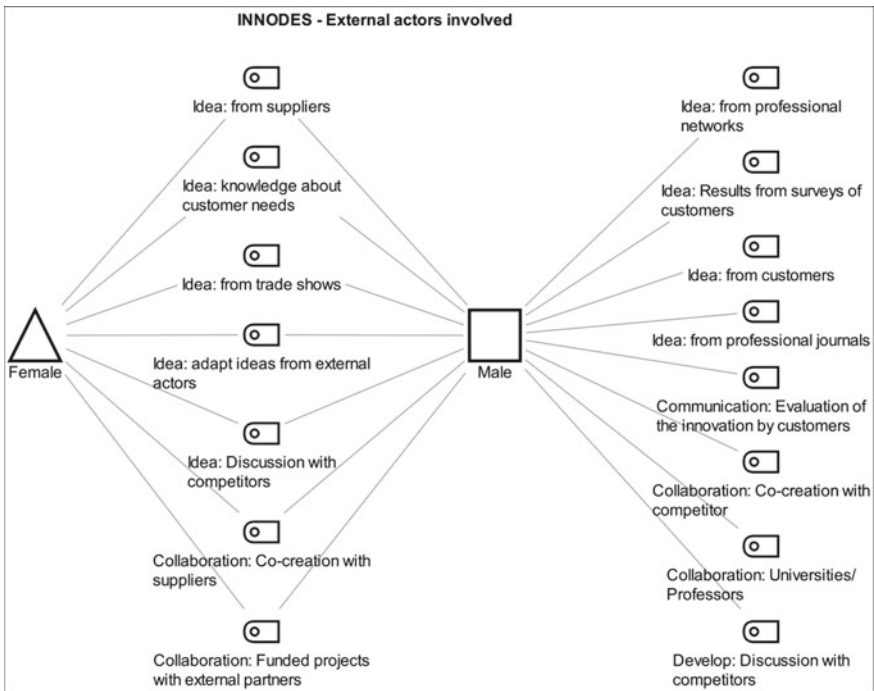 INNODES - External actors involved
Idea: from suppliers
Idea: knowledge about
customer needs
Idea: from trade shows
Idea: adapt ideas from external
actors
Idea: Discussion with
competitors
Collaboration: Co-creation with
suppliers
Collaboration: Funded projects
with external partners
Female
Male
Idea: from professional
networks
Idea: Results from surveys of
customers
Idea: from customers
Idea: from professional journals
Communication: Evaluation of
the innovation by customers
Collaboration: Co-creation with
competitor
Collaboration: Universities/
Professors
Develop: Discussion with
competitors